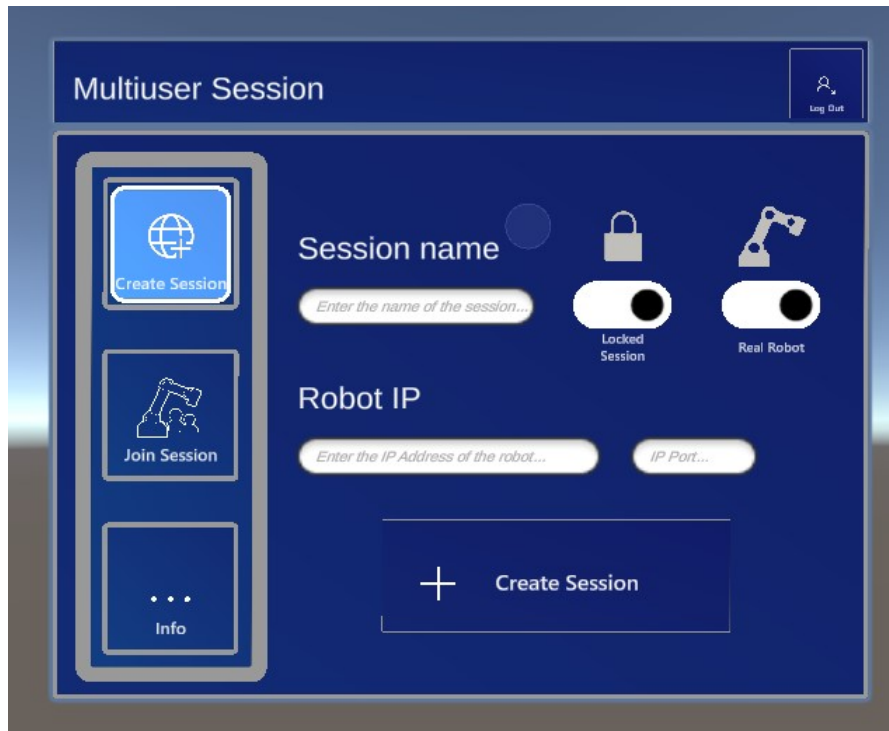 Multiuser Session
Log Out
Create Session
Join Session
Info
Session name
Enter the name of the session...
Locked
Session
Real Robot
Robot IP
Enter the IP Address of the robot...
IP Port...
Create Session